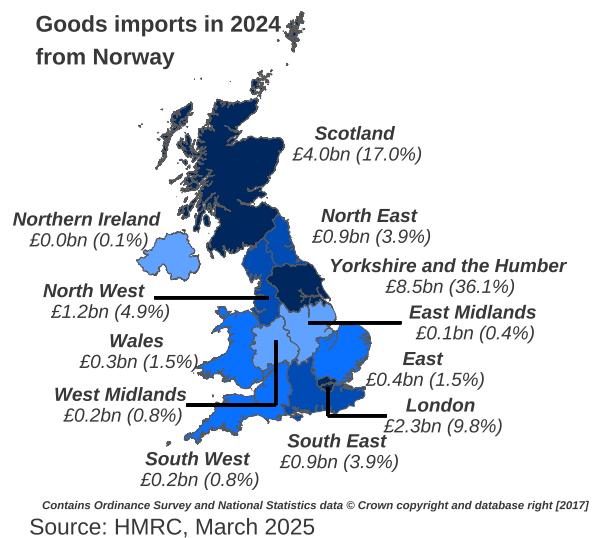 Goods imports in 2024
from Norway
Scotland
£4.0bn (17.0%)
Northern Ireland
£0.0bn (0.1%)
North East
£0.9bn (3.9%)
Yorkshire and the Humber
£8.5bn (36.1%)
North West
£1.2bn (4.9%)
East Midlands
£0.1bn (0.4%)
Wales
£0.3bn (1.5%)
East
£0.4bn (1.5%)
West Midlands
£0.2bn (0.8%)
London
£2.3bn (9.8%)
South East
£0.9bn (3.9%)
South West
£0.2bn (0.8%)
Contains Ordinance Survey and National Statistics data © Crown copyright and database right [2017]
Source: HMRC, March 2025